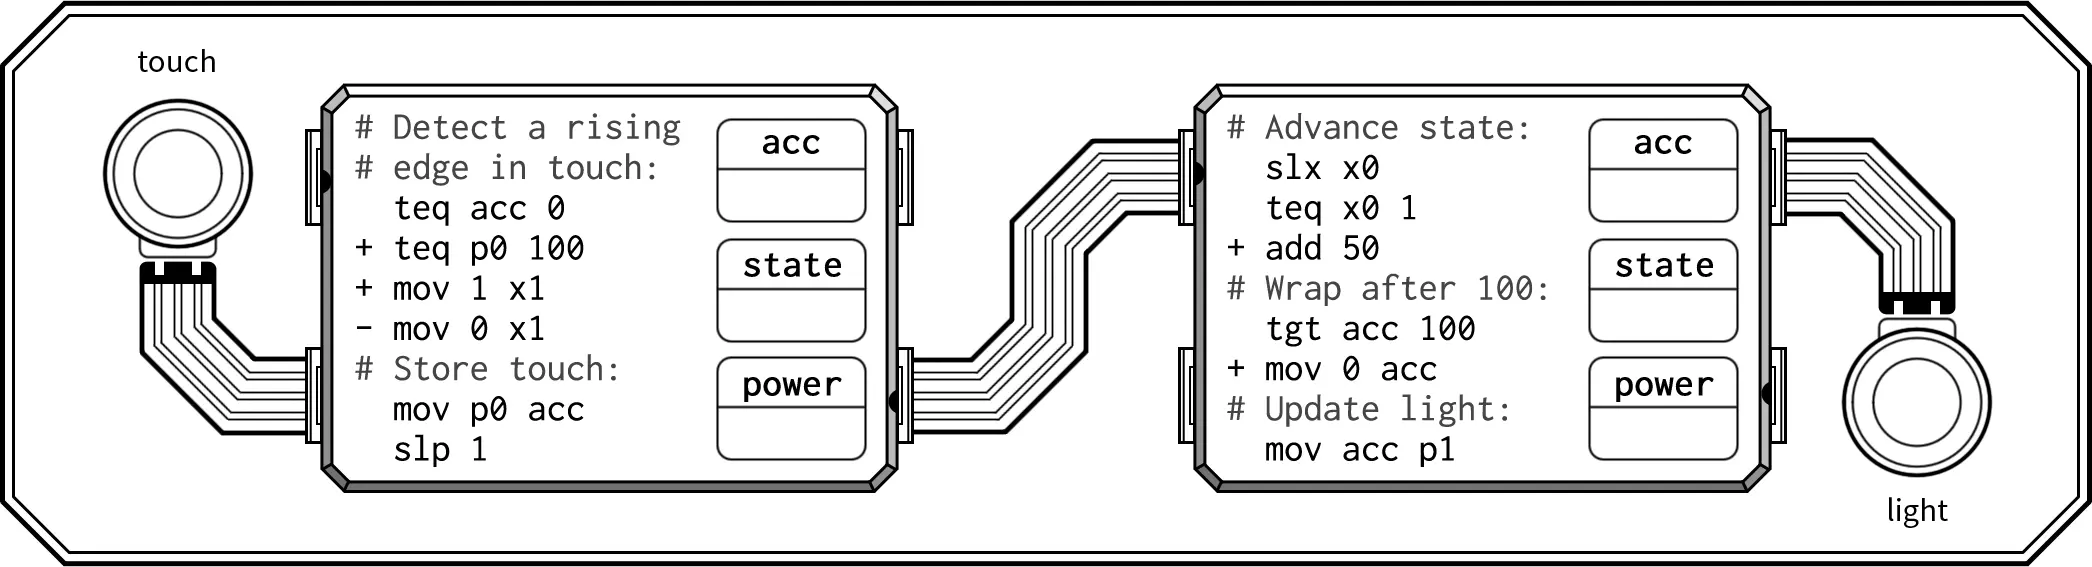 touch
# Detect a rising
# edge in touch:
teq acc 0
+ teq p0 100
+ mov 1 x1
- mov 0 x1
# Store touch:
mov p0 acc
slp 1
acc
state
power
# Advance state:
slx x0
teq x0 1
+ add 50
# Wrap after 100:
tgt acc 100
+ mov 0 acc
# Update light:
mov acc p1
acc
state
power
light